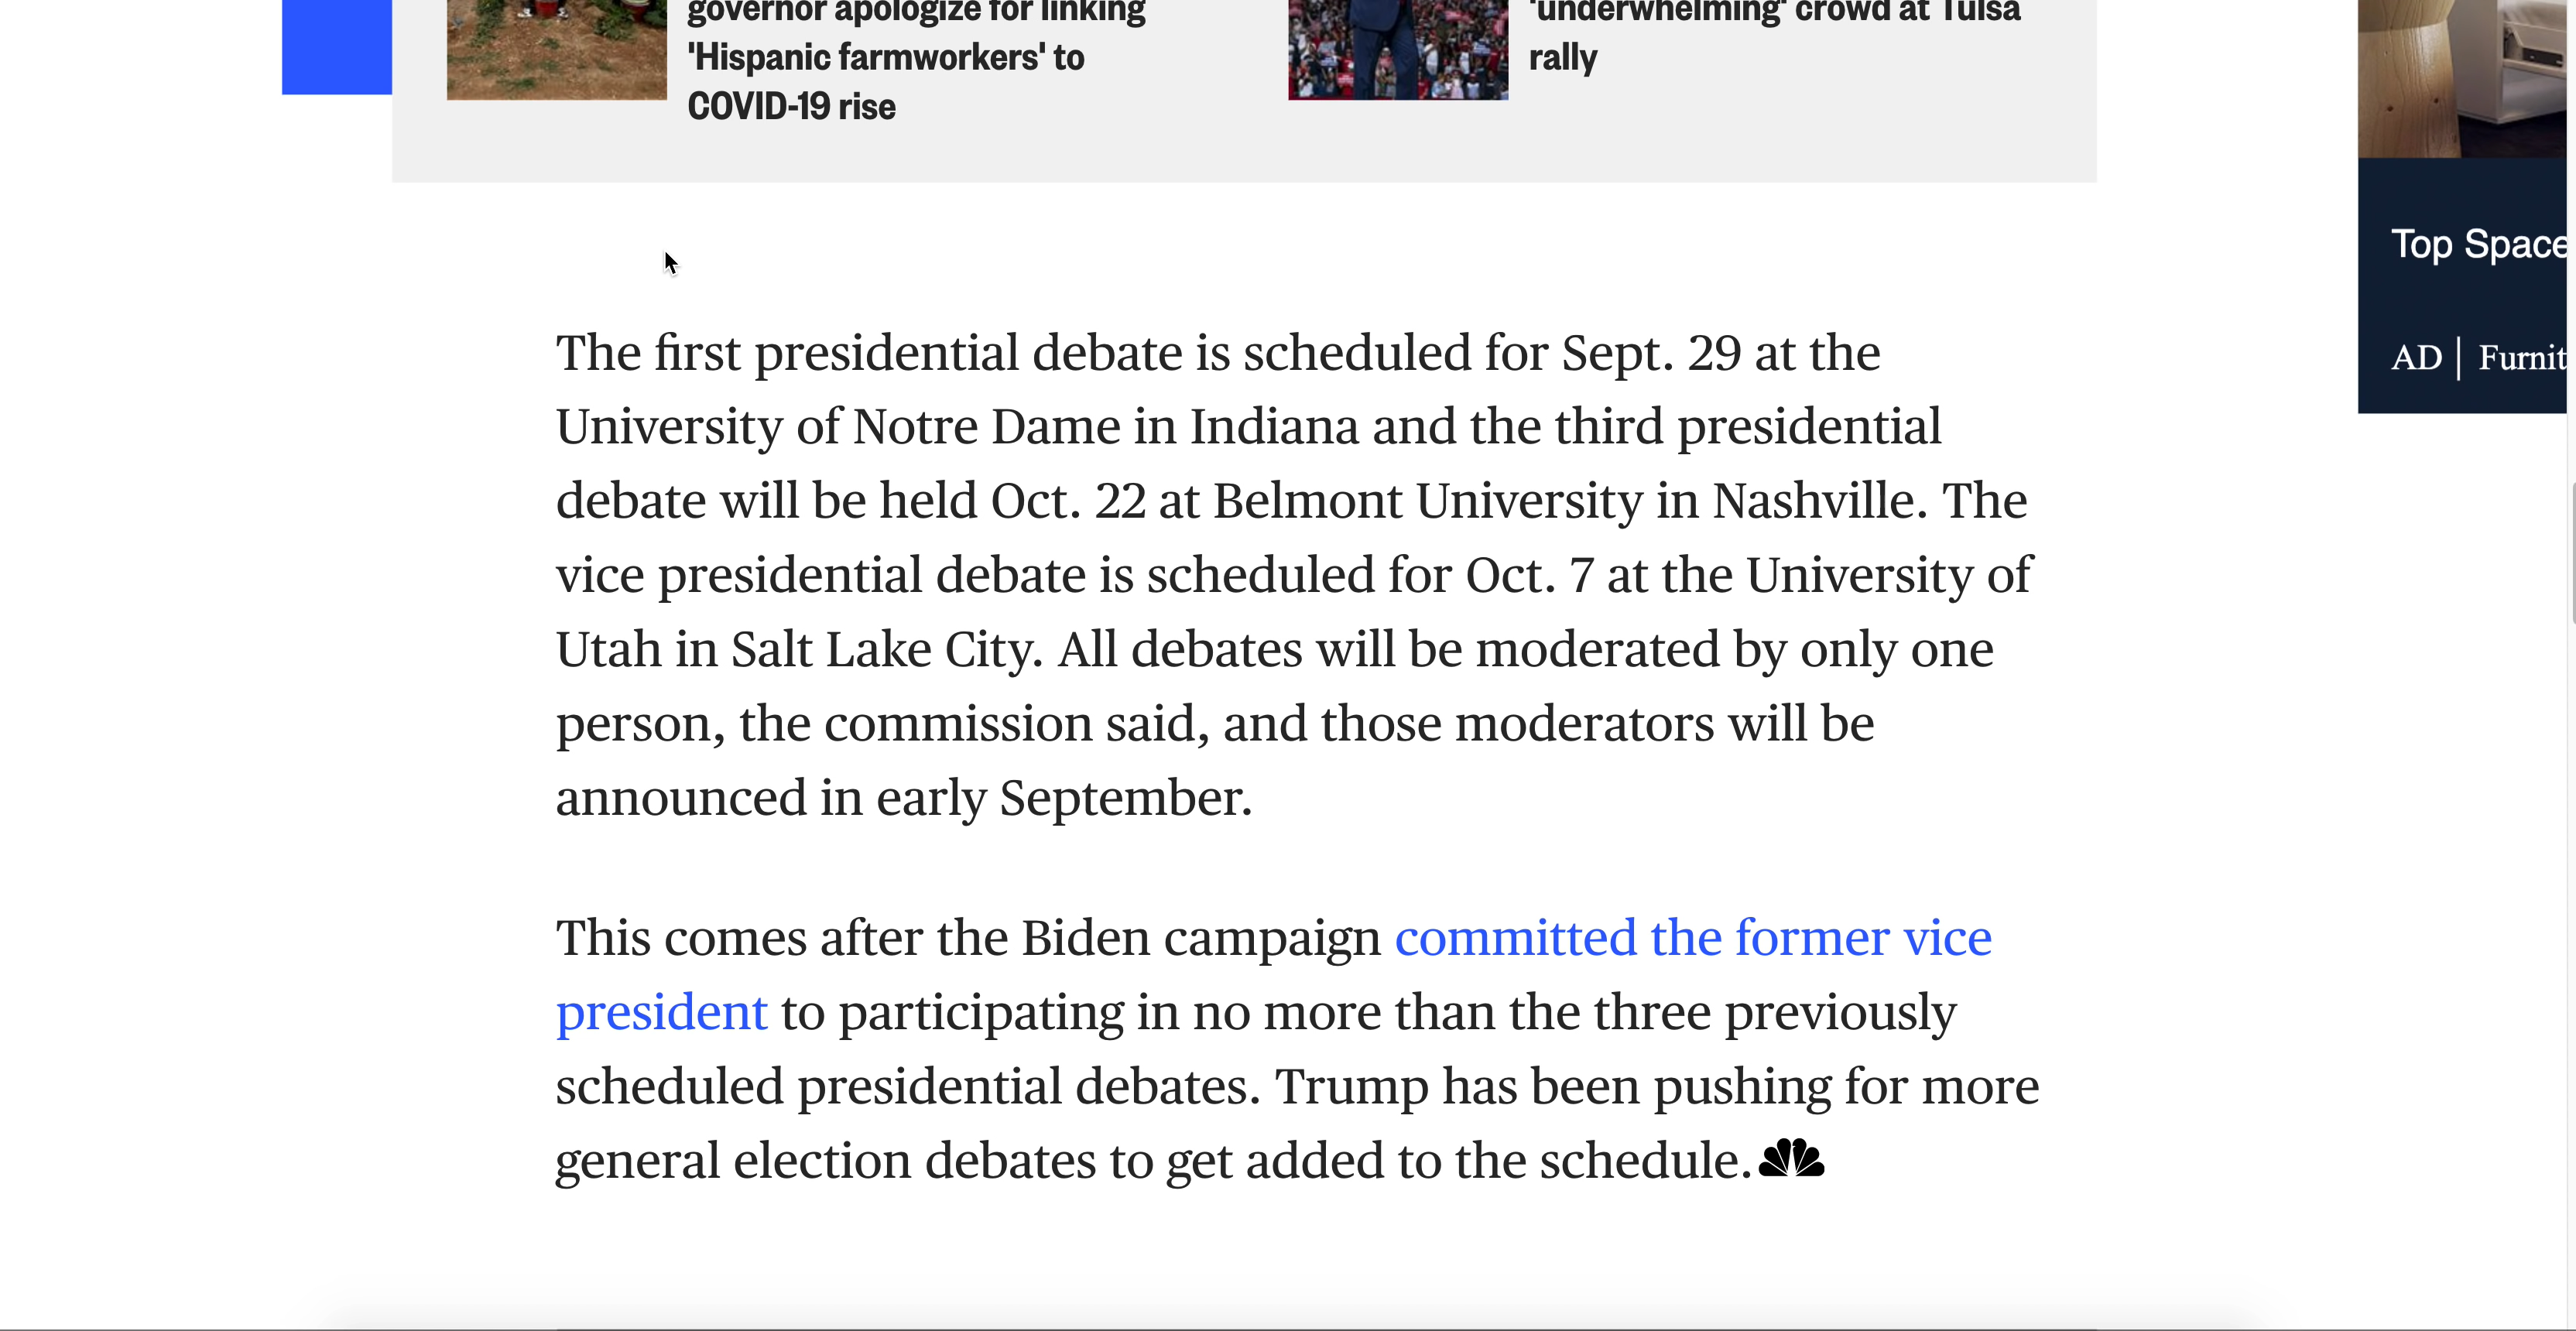 governor apologize for linking
'Hispanic farmworkers' to
COVID-19 rise
'underwhelming' crowd at Tulsa
rally
Top Space
AD | Furnit
The first presidential debate is scheduled for Sept. 29 at the
University of Notre Dame in Indiana and the third presidential
debate will be held Oct. 22 at Belmont University in Nashville. The
vice presidential debate is scheduled for Oct. 7 at the University of
Utah in Salt Lake City. All debates will be moderated by only one
person, the commission said, and those moderators will be
announced in early September.
This comes after the Biden campaign committed the former vice
president to participating in no more than the three previously
scheduled presidential debates. Trump has been pushing for more
general election debates to get added to the schedule.